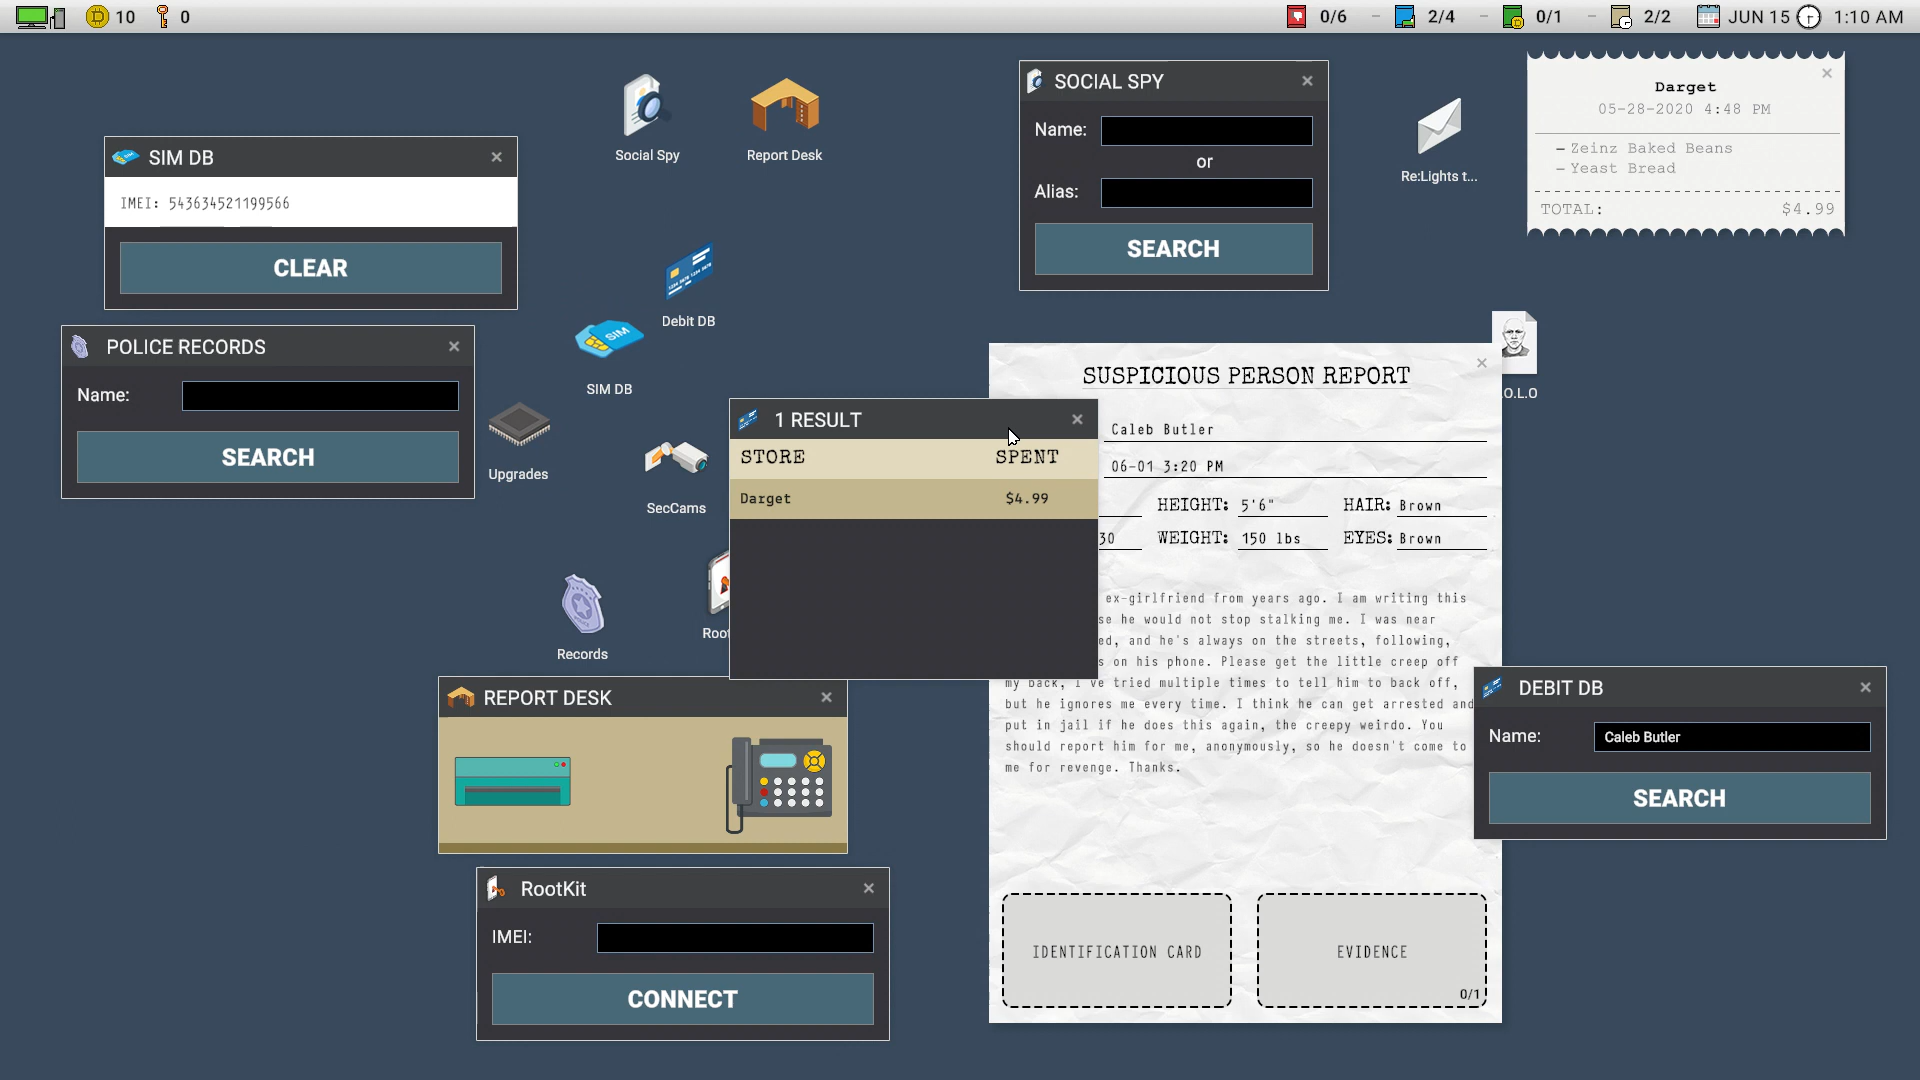 10
0
0/6
2/4
0/1
2/2
JUN 15
1:10 AM
Social Spy
Report Desk
SIM DB
IMEI: 543634521199566
CLEAR
POLICE RECORDS
Name:
SEARCH
Debit DB
SIM DB
Upgrades
SecCams
Records
SOCIAL SPY
Name:
or
Alias:
SEARCH
Re:Lights t...
Darget
05-28-2020 4:48 PM
– Zeinz Baked Beans
– Yeast Bread
TOTAL: $4.99
.O.L.O
1 RESULT
STORE SPENT
Darget $4.99
SUSPICIOUS PERSON REPORT
Caleb Butler
06-01 3:20 PM
HEIGHT: 5'6" HAIR: Brown
30 WEIGHT: 150 lbs EYES: Brown
ex-girlfriend from years ago. I am writing this
se he would not stop stalking me. I was near
ed, and he's always on the streets, following,
s on his phone. Please get the little creep off
my back, I've tried multiple times to tell him to back off,
but he ignores me every time. I think he can get arrested and
put in jail if he does this again, the creepy weirdo. You
should report him for me, anonymously, so he doesn't come to
me for revenge. Thanks.
IDENTIFICATION CARD
EVIDENCE
0/1
DEBIT DB
Name: Caleb Butler
SEARCH
REPORT DESK
RootKit
IMEI:
CONNECT